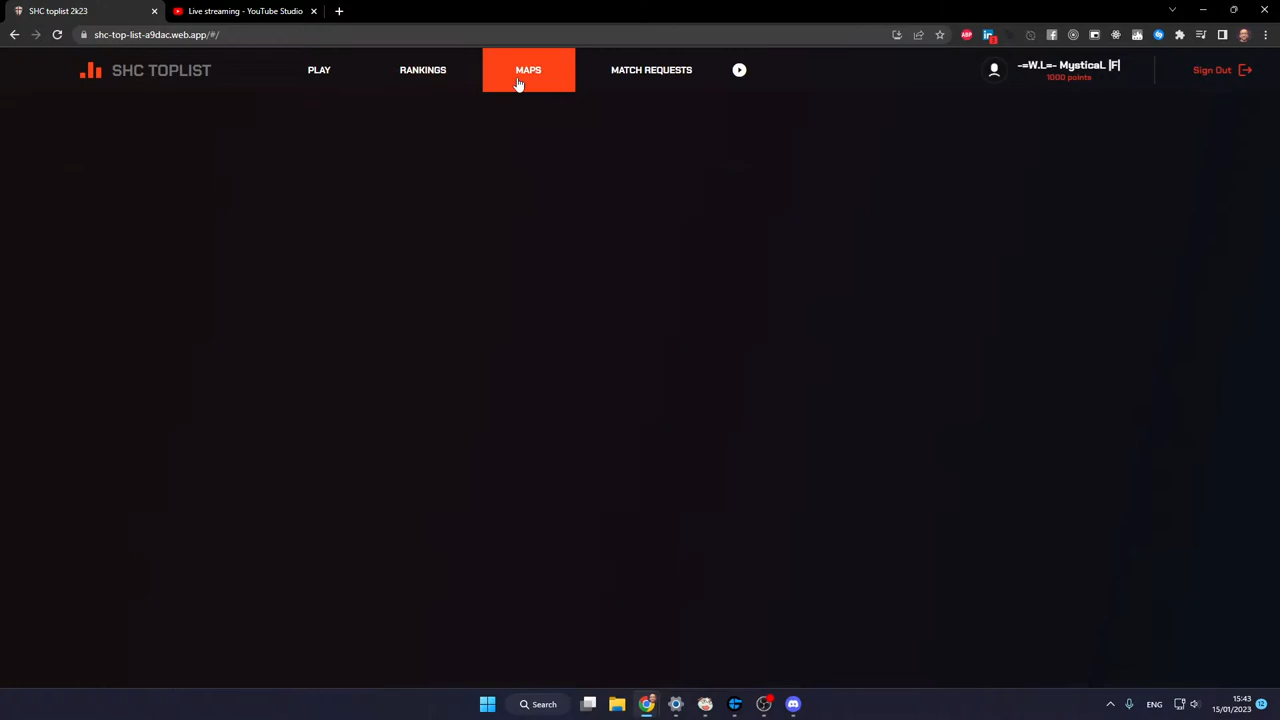 SHC toplist 2k23
Live streaming - YouTube Studio
shc-top-list-a9dac.web.app/#/
SHC TOPLIST
PLAY
RANKINGS
MAPS
MATCH REQUESTS
-=W.L=- MysticaL |F|
1000 points
Sign Out
Search
ENG
15:43
15/01/2023